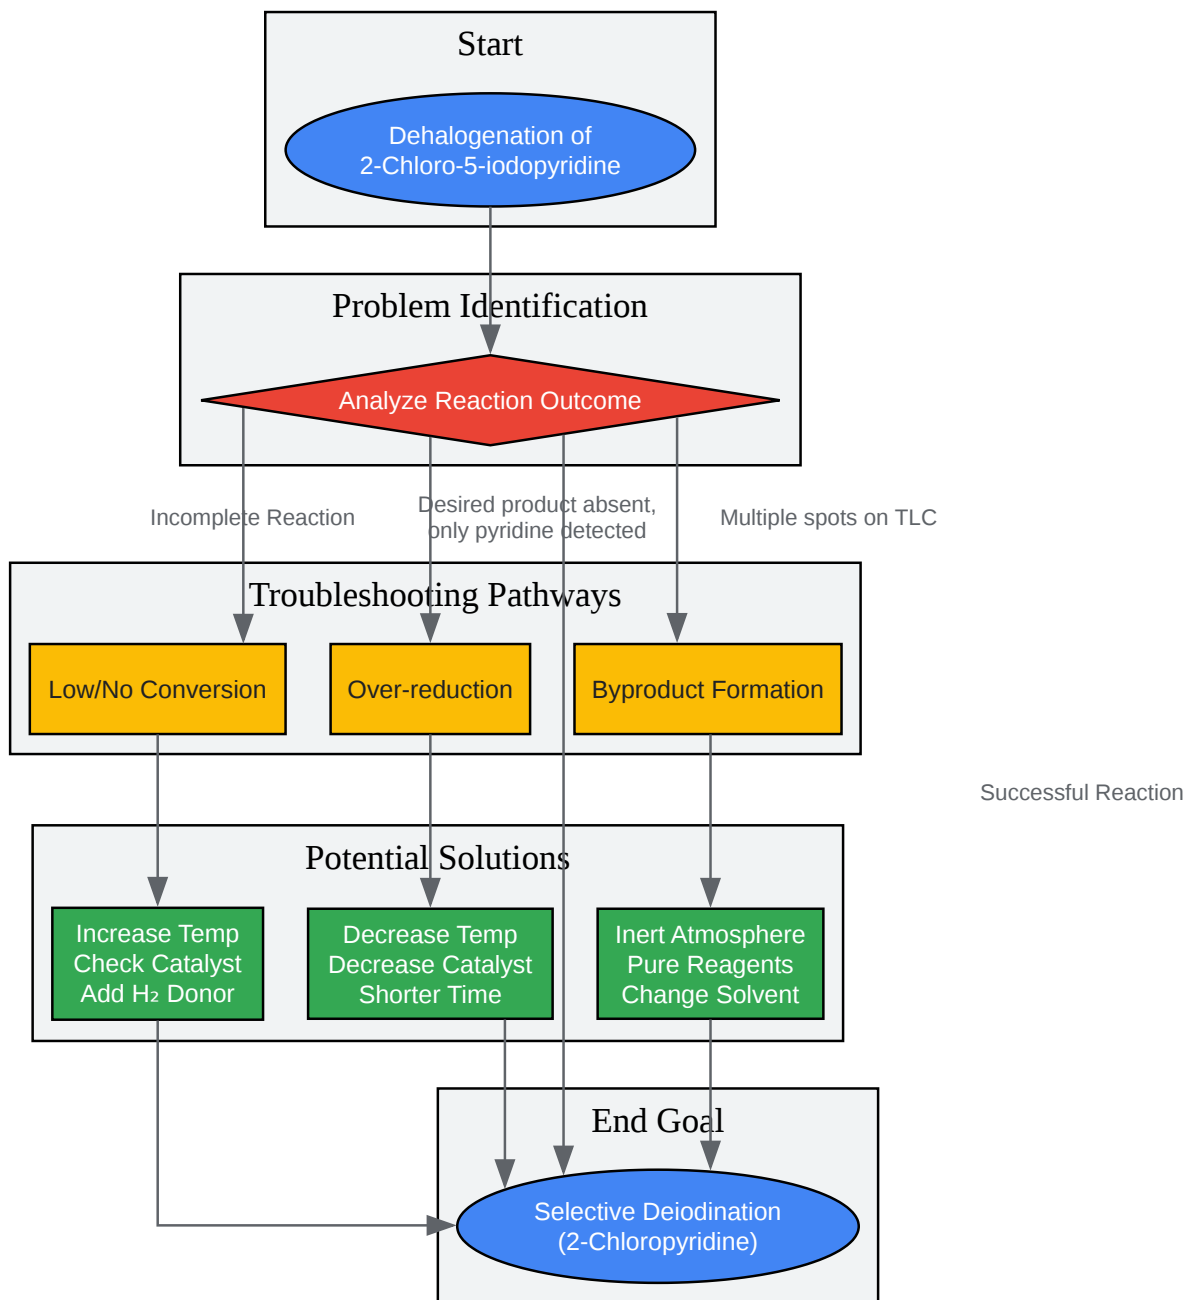 Start
Dehalogenation of
2-Chloro-5-iodopyridine
Problem Identification
Analyze Reaction Outcome
Incomplete Reaction
Desired product absent,
only pyridine detected
Multiple spots on TLC
Troubleshooting Pathways
Low/No Conversion
Over-reduction
Byproduct Formation
Successful Reaction
Potential Solutions
Increase Temp
Check Catalyst
Add H₂ Donor
Decrease Temp
Decrease Catalyst
Shorter Time
Inert Atmosphere
Pure Reagents
Change Solvent
End Goal
Selective Deiodination
(2-Chloropyridine)